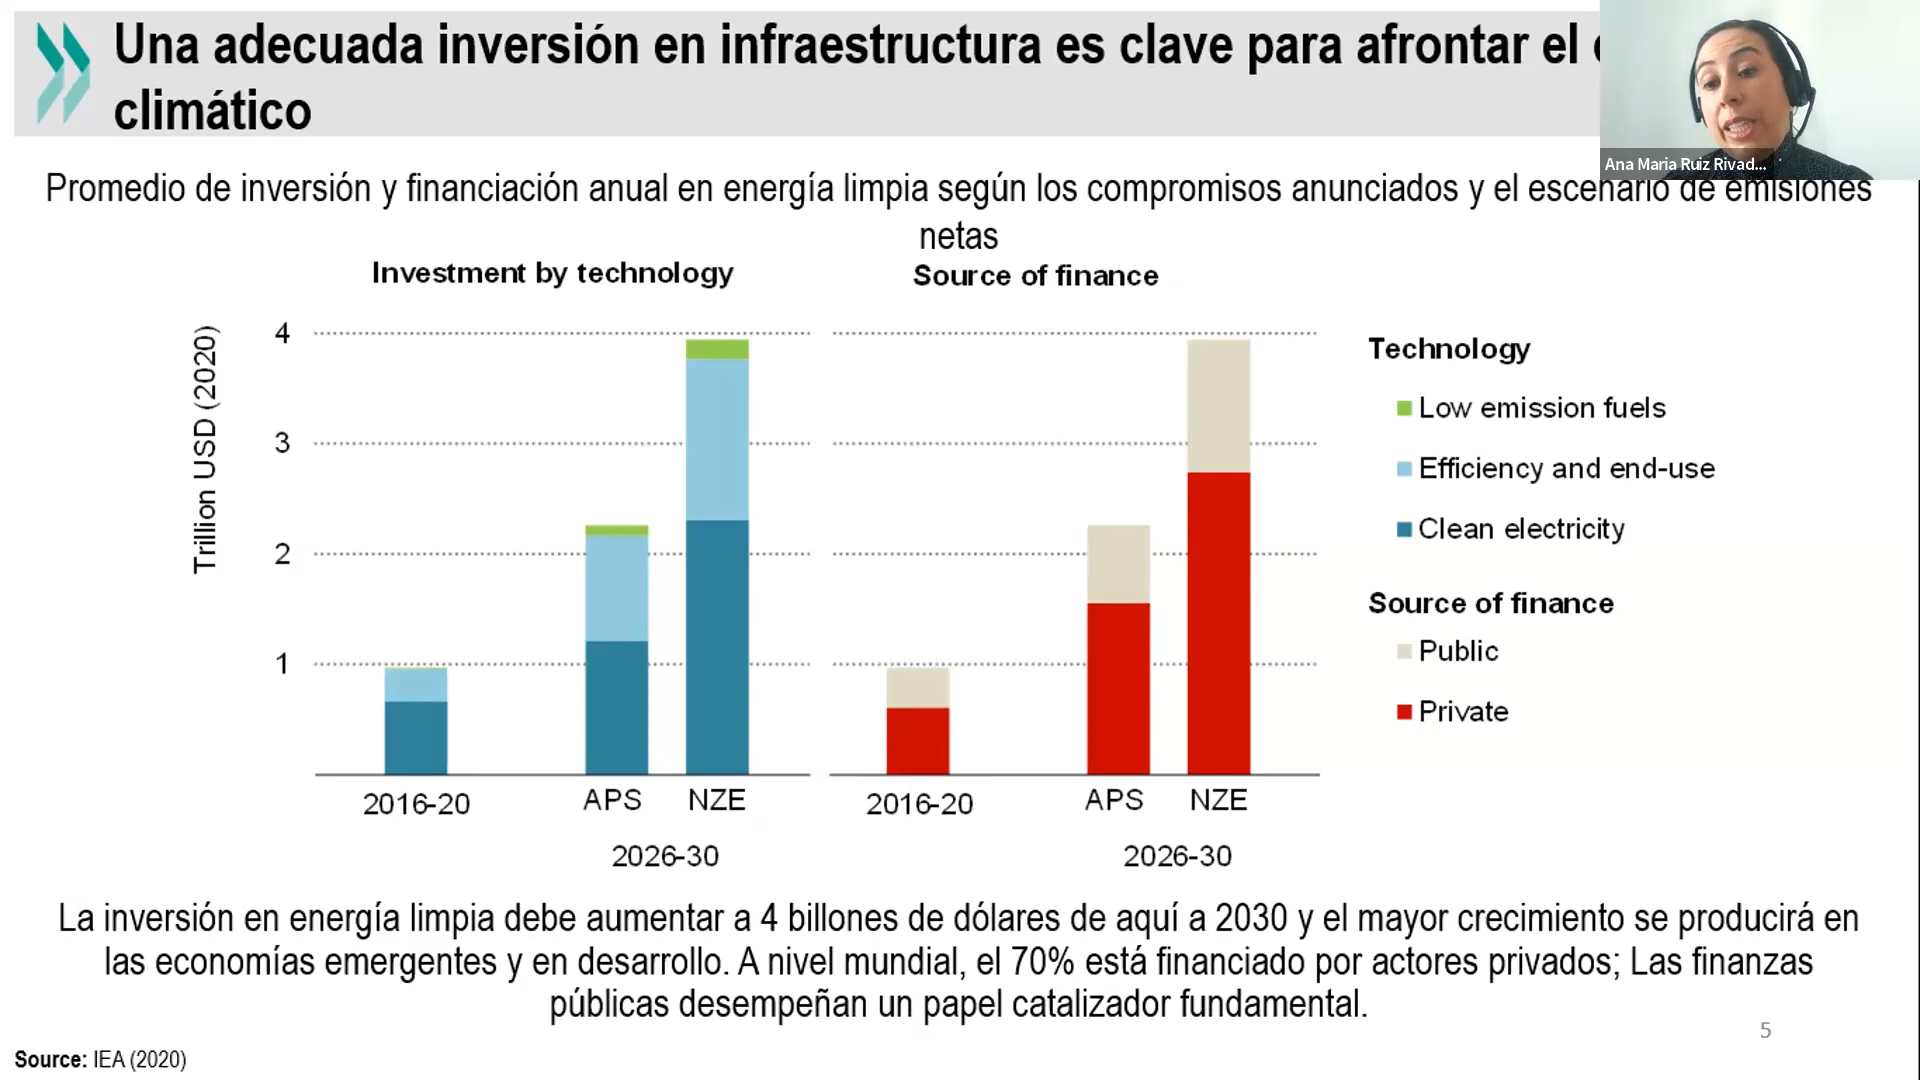 Una adecuada inversión en infraestructura es clave para afrontar el
climático
Ana Maria Ruiz Rivad...
Promedio de inversión y financiación anual en energía limpia según los compromisos anunciados y el escenario de emisiones
netas
Investment by technology
Source of finance
Trillion USD (2020)
4
3
2
1
2016-20
APS
NZE
2026-30
2016-20
APS
NZE
2026-30
Technology
Low emission fuels
Efficiency and end-use
Clean electricity
Source of finance
Public
Private
La inversión en energía limpia debe aumentar a 4 billones de dólares de aquí a 2030 y el mayor crecimiento se producirá en
las economías emergentes y en desarrollo. A nivel mundial, el 70% está financiado por actores privados; Las finanzas
públicas desempeñan un papel catalizador fundamental.
5
Source: IEA (2020)